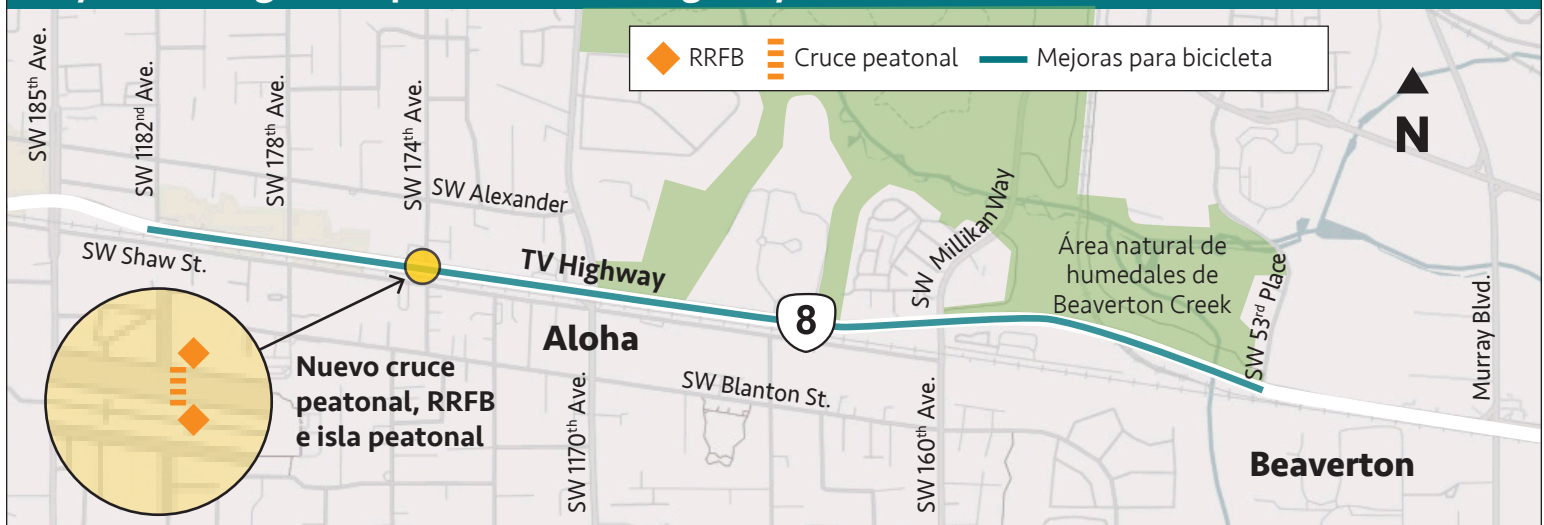 RRFB
Cruce peatonal
Mejoras para bicicleta
N
SW 185th Ave.
SW 1182nd Ave.
SW 178th Ave.
SW 174th Ave.
SW Alexander
SW Shaw St.
TV Highway
8
SW Millikan Way
Área natural de
humedales de
Beaverton Creek
SW 53rd Place
Murray Blvd.
Aloha
Nuevo cruce
peatonal, RRFB
e isla peatonal
SW 1170th Ave.
SW Blanton St.
SW 160th Ave.
Beaverton